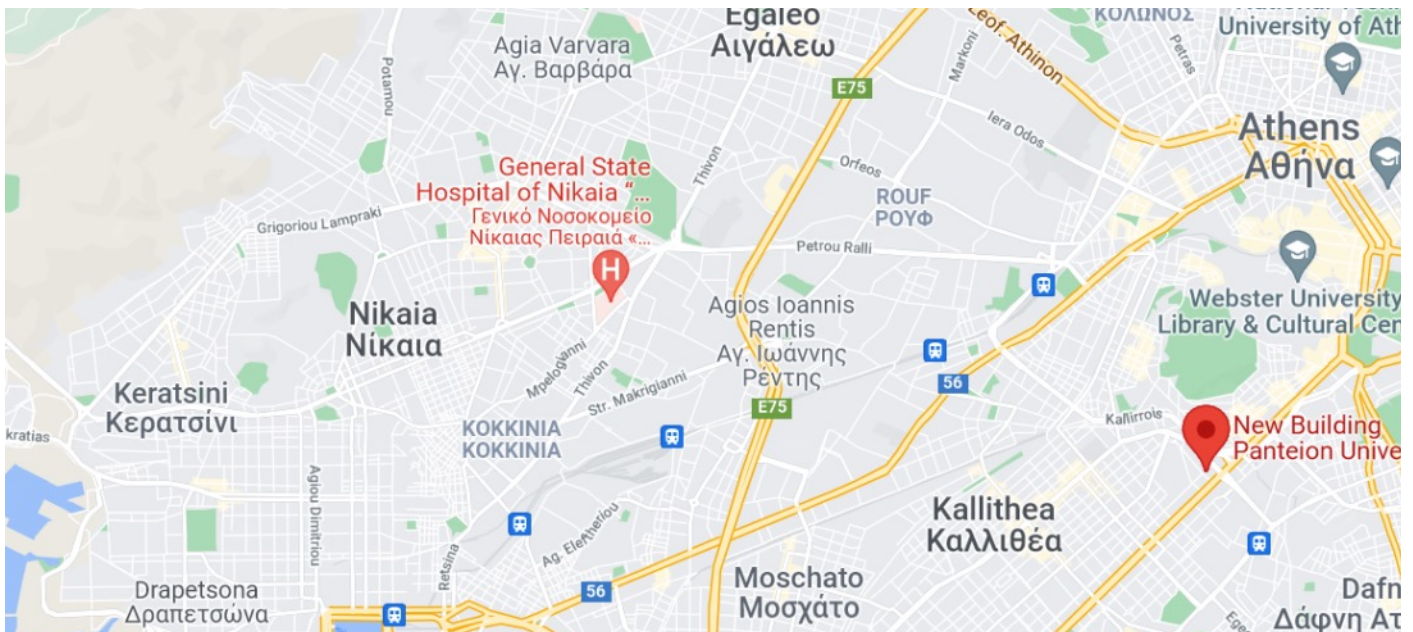 Egaleo
Αιγάλεω
ΚΟΛΩΝΟΣ
University of Ath
Agia Varvara
Αγ. Βαρβάρα
Potamou
Leof. Athinon
Markoni
Petras
E75
Iera Odos
Athens
Αθήνα
Thivon
Orfeos
General State
Hospital of Nikaia “...
Γενικό Νοσοκομείο
Νίκαιας Πειραιά «...
ROUF
ΡΟΥΦ
Grigoriou Lampraki
Petrou Ralli
H
Webster University
Library & Cultural Cen
Nikaia
Νίκαια
Agios Ioannis
Rentis
Αγ. Ιωάννης
Ρέντης
Mpelogianni
Thivon
Str. Makrigianni
56
Keratsini
Κερατσίνι
E75
Kallirrois
New Building
Panteion Unive
kratias
KOKKINIA
ΚΟΚΚΙΝΙΑ
Agiou Dimitriou
Kallithea
Καλλιθέα
Retsina
Ag. Eleftheriou
56
Moschato
Μοσχάτο
Drapetsona
Δραπετσώνα
Dafn
Δάφνη Ατ